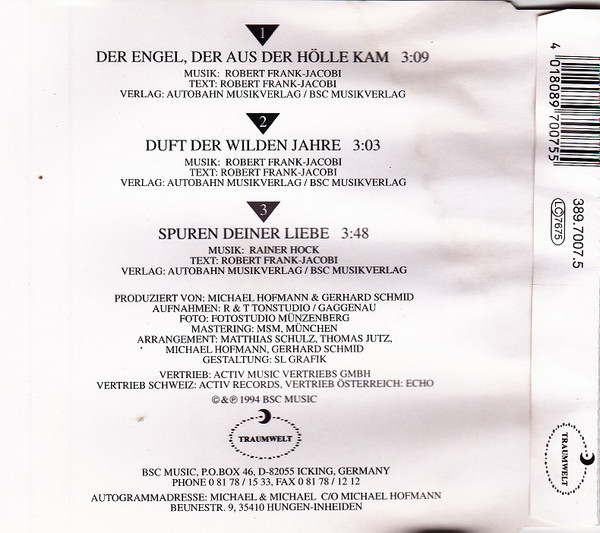 1
DER ENGEL, DER AUS DER HÖLLE KAM 3:09
MUSIK: ROBERT FRANK-JACOBI
TEXT: ROBERT FRANK-JACOBI
VERLAG: AUTOBAHN MUSIKVERLAG / BSC MUSIKVERLAG
2
DUFT DER WILDEN JAHRE 3:03
MUSIK: ROBERT FRANK-JACOBI
TEXT: ROBERT FRANK-JACOBI
VERLAG: AUTOBAHN MUSIKVERLAG / BSC MUSIKVERLAG
3
SPUREN DEINER LIEBE 3:48
MUSIK: RAINER HOCK
TEXT: ROBERT FRANK-JACOBI
VERLAG: AUTOBAHN MUSIKVERLAG / BSC MUSIKVERLAG
PRODUZIERT VON: MICHAEL HOFMANN & GERHARD SCHMID
AUFNAHMEN: R & T TONSTUDIO / GAGGENAU
FOTO: FOTOSTUDIO MÜNZENBERG
MASTERING: MSM, MÜNCHEN
ARRANGEMENT: MATTHIAS SCHULZ, THOMAS JUTZ,
MICHAEL HOFMANN, GERHARD SCHMID
GESTALTUNG: SL GRAFIK
VERTRIEB: ACTIV MUSIC VERTRIEBS GMBH
VERTRIEB SCHWEIZ: ACTIV RECORDS, VERTRIEB ÖSTERREICH: ECHO
©&℗ 1994 BSC MUSIC
TRAUMWELT
BSC MUSIC, P.O.BOX 46, D-82055 ICKING, GERMANY
PHONE 0 81 78 / 15 33, FAX 0 81 78 / 12 12
AUTOGRAMMADRESSE: MICHAEL & MICHAEL C/O MICHAEL HOFMANN
BEUNESTR. 9, 35410 HUNGEN-INHEIDEN
4 018089 700755
389.7007.5
LC 7675
TRAUMWELT